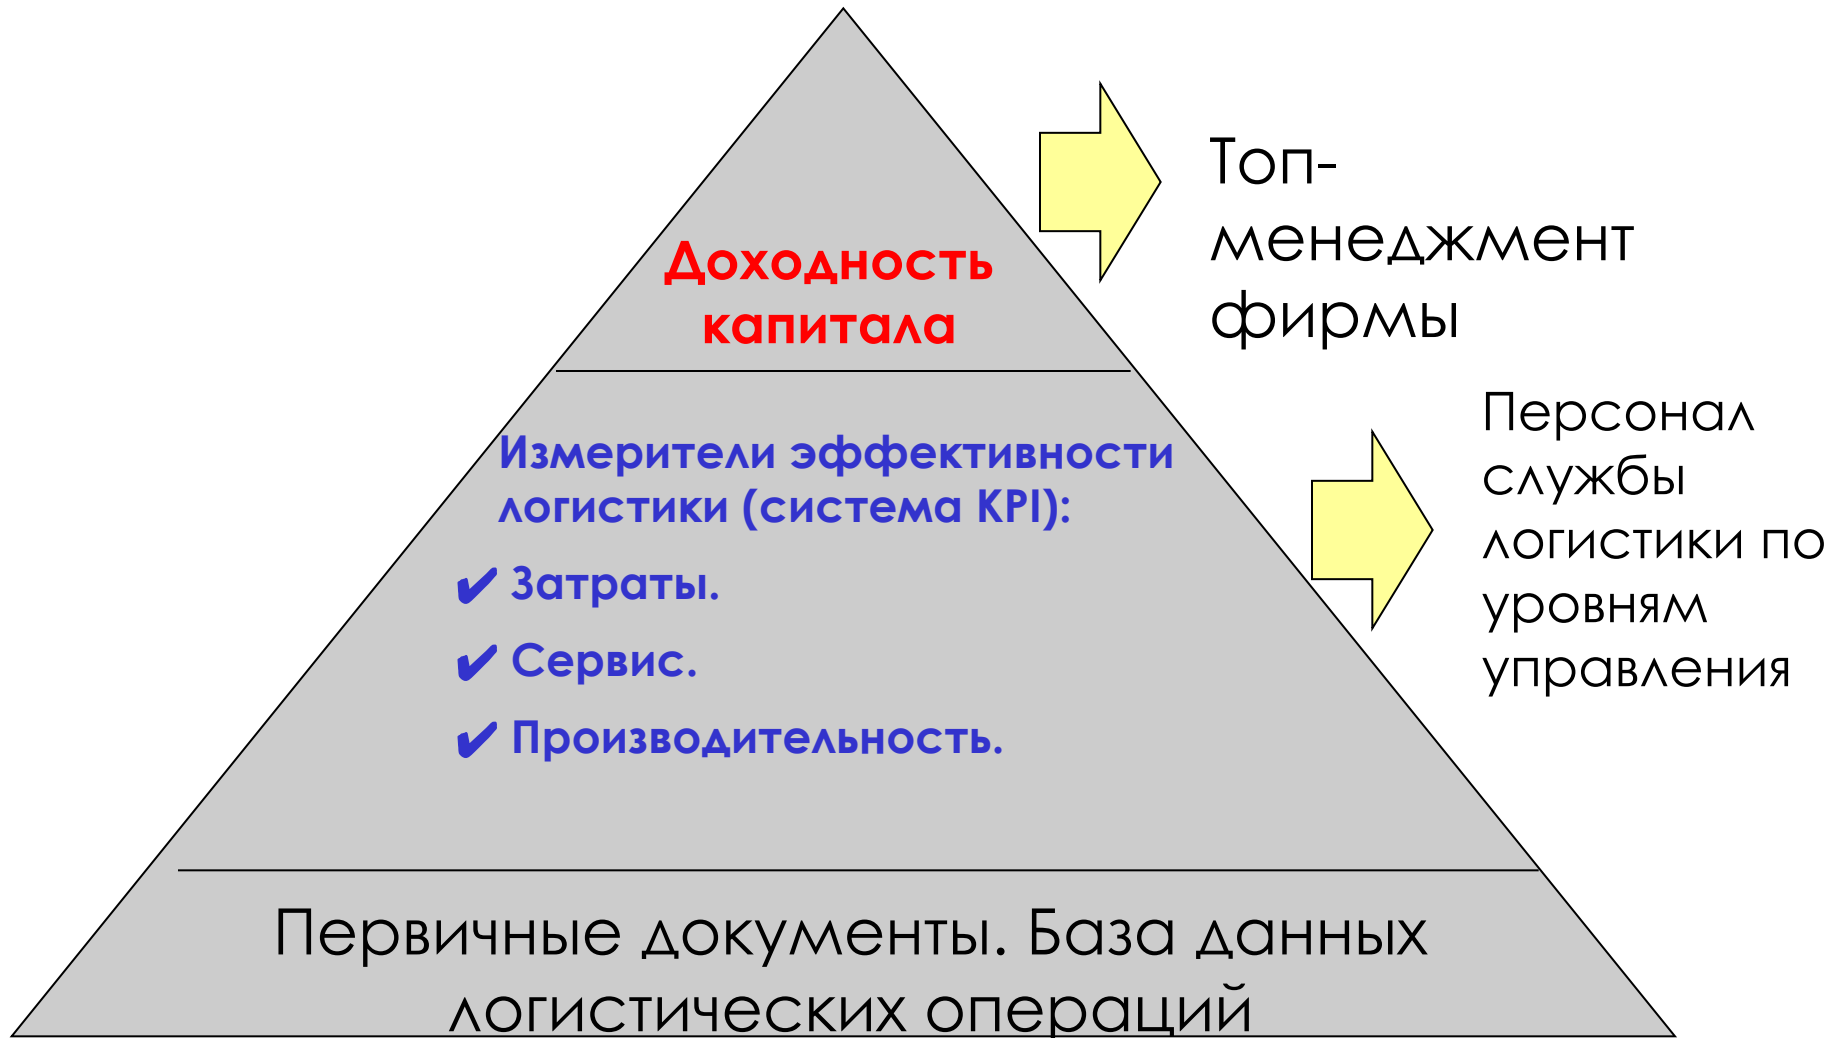 Доходность
капитала
Топ-
менеджмент
фирмы
Измерители эффективности
логистики (система KPI):
✔ Затраты.
✔ Сервис.
✔ Производительность.
Персонал
службы
логистики по
уровням
управления
Первичные документы. База данных
логистических операций